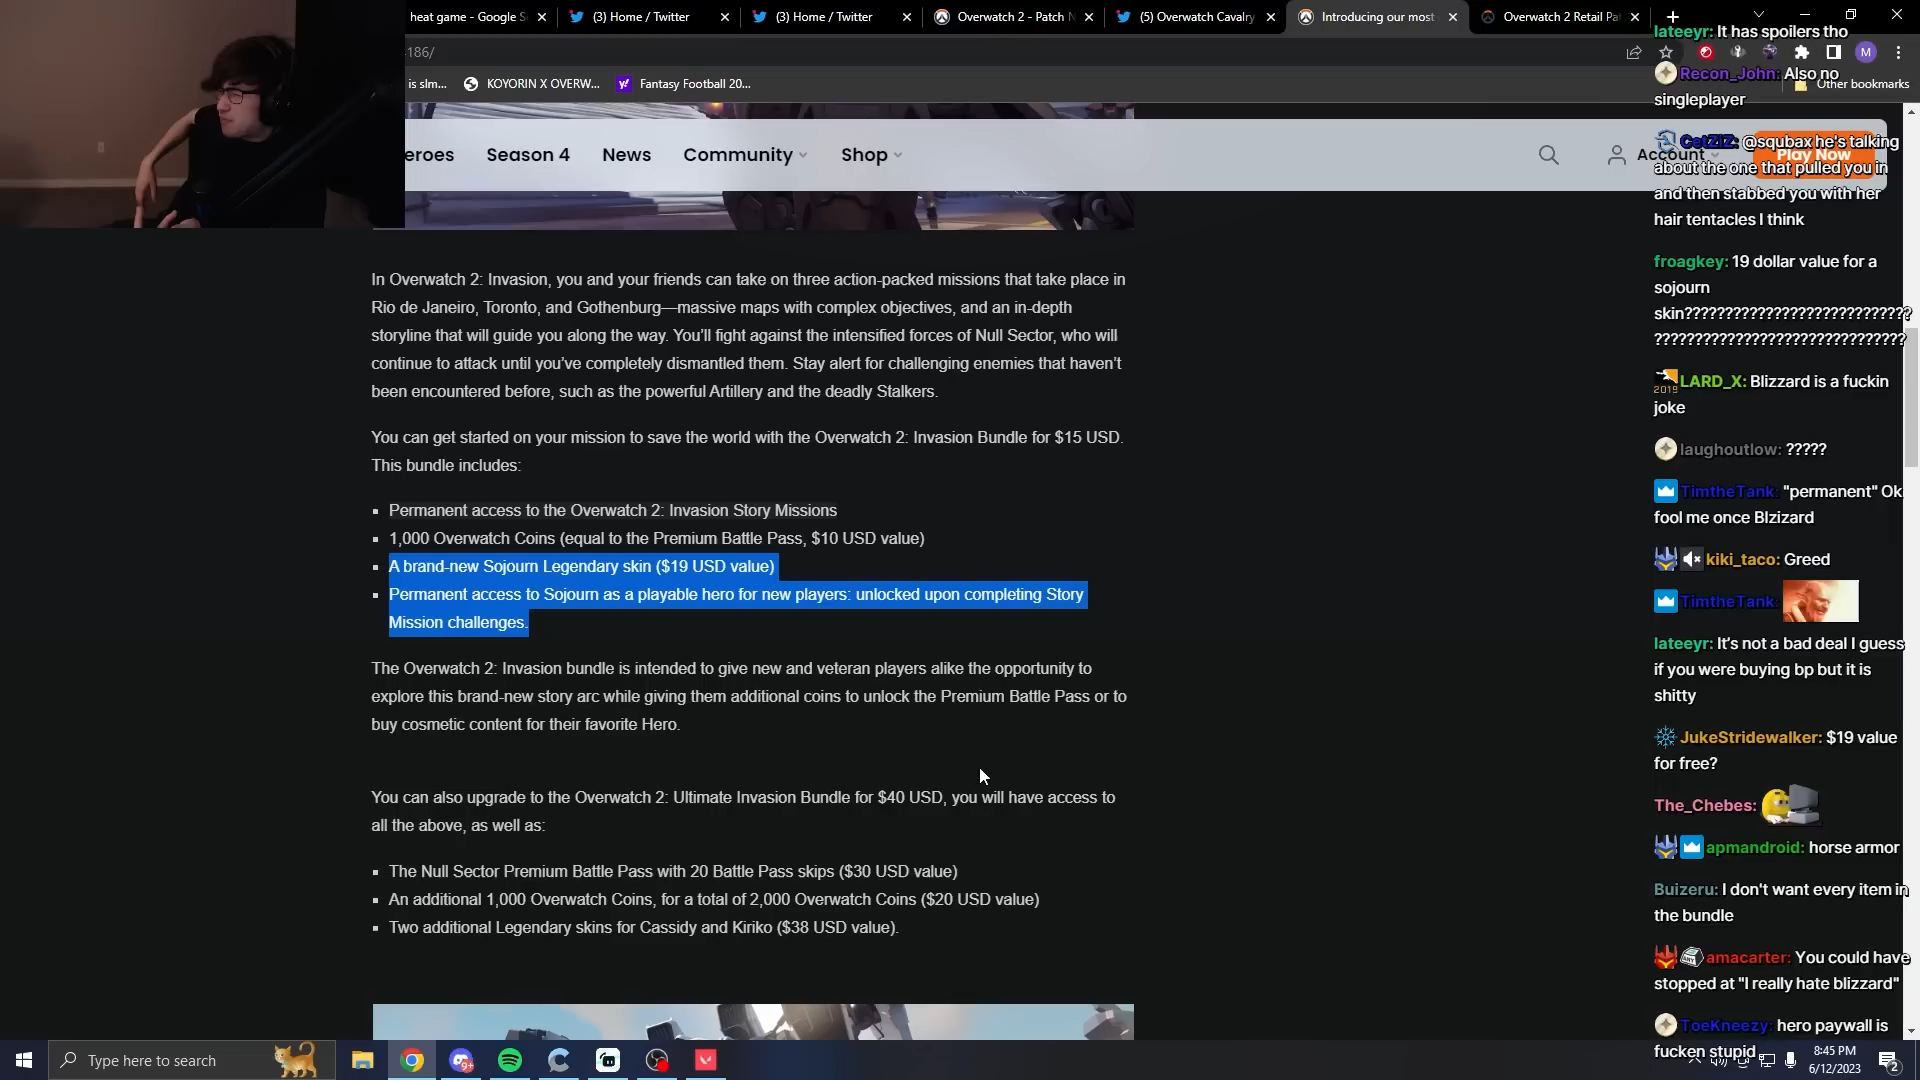 heat game - Google S
(3) Home / Twitter
(3) Home / Twitter
Overwatch 2 - Patch N
(5) Overwatch Cavalry
Introducing our most
Overwatch 2 Retail Pa
186/
is slm...
KOYORIN X OVERW...
Fantasy Football 20...
Other bookmarks
M
eroes
Season 4
News
Community
Shop
Account
Play Now
In Overwatch 2: Invasion, you and your friends can take on three action-packed missions that take place in
Rio de Janeiro, Toronto, and Gothenburg—massive maps with complex objectives, and an in-depth
storyline that will guide you along the way. You'll fight against the intensified forces of Null Sector, who will
continue to attack until you've completely dismantled them. Stay alert for challenging enemies that haven't
been encountered before, such as the powerful Artillery and the deadly Stalkers.
You can get started on your mission to save the world with the Overwatch 2: Invasion Bundle for $15 USD.
This bundle includes:
Permanent access to the Overwatch 2: Invasion Story Missions
1,000 Overwatch Coins (equal to the Premium Battle Pass, $10 USD value)
A brand-new Sojourn Legendary skin ($19 USD value)
Permanent access to Sojourn as a playable hero for new players: unlocked upon completing Story
Mission challenges.
The Overwatch 2: Invasion bundle is intended to give new and veteran players alike the opportunity to
explore this brand-new story arc while giving them additional coins to unlock the Premium Battle Pass or to
buy cosmetic content for their favorite Hero.
You can also upgrade to the Overwatch 2: Ultimate Invasion Bundle for $40 USD, you will have access to
all the above, as well as:
The Null Sector Premium Battle Pass with 20 Battle Pass skips ($30 USD value)
An additional 1,000 Overwatch Coins, for a total of 2,000 Overwatch Coins ($20 USD value)
Two additional Legendary skins for Cassidy and Kiriko ($38 USD value).
lateeyr: It has spoilers tho
Recon_John: Also no
singleplayer
GetZIZ: @squbax he's talking
about the one that pulled you in
and then stabbed you with her
hair tentacles I think
froagkey: 19 dollar value for a
sojourn
skin????????????????????????????
???????????????????????????????
2019
LARD_X: Blizzard is a fuckin
joke
laughoutlow: ?????
TimtheTank: "permanent" Ok
fool me once Blzizard
kiki_taco: Greed
TimtheTank:
lateeyr: It's not a bad deal I guess
if you were buying bp but it is
shitty
JukeStridewalker: $19 value
for free?
The_Chebes:
apmandroid: horse armor
Buizeru: I don't want every item in
the bundle
amacarter: You could have
stopped at "I really hate blizzard"
ToeKneezy: hero paywall is
fucken stupid
Type here to search
9+
8:45 PM
6/12/2023
2